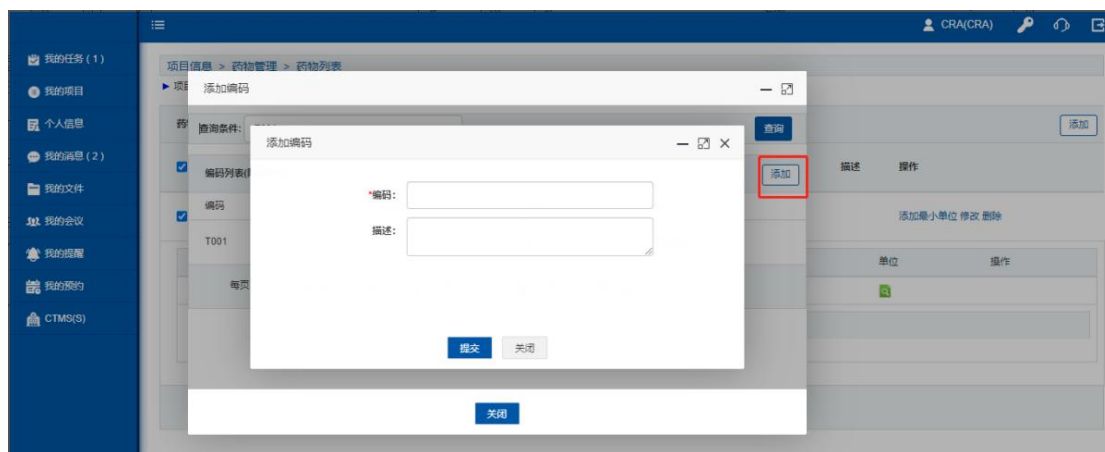 CRA(CRA)
我的任务 ( 1 )
我的项目
个人信息
我的消息 ( 2 )
我的文件
我的会议
我的提醒
我的预约
CTMS(S)
项目信息 > 药物管理 > 药物列表
添加
描述 操作
添加最小单位 修改 删除
单位 操作
添加编码
查询条件:
查询
编码列表
添加
编码
T001
每页
关闭
添加编码
*编码:
描述:
提交 关闭